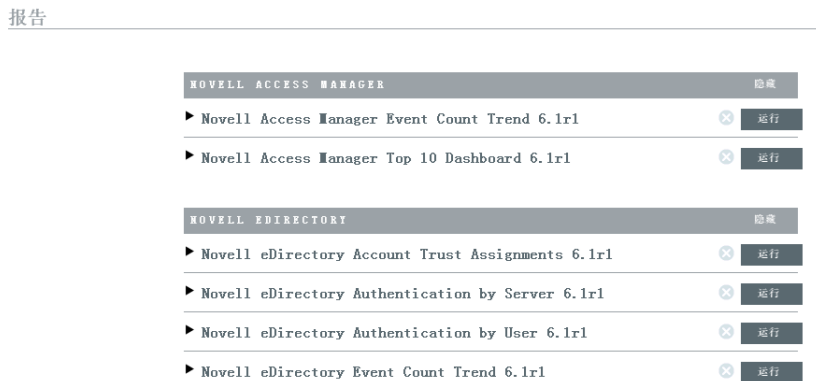 报告
NOVELL ACCESS MANAGER 隐藏
Novell Access Manager Event Count Trend 6.1r1 运行
Novell Access Manager Top 10 Dashboard 6.1r1 运行
NOVELL EDIRECTORY 隐藏
Novell eDirectory Account Trust Assignments 6.1r1 运行
Novell eDirectory Authentication by Server 6.1r1 运行
Novell eDirectory Authentication by User 6.1r1 运行
Novell eDirectory Event Count Trend 6.1r1 运行